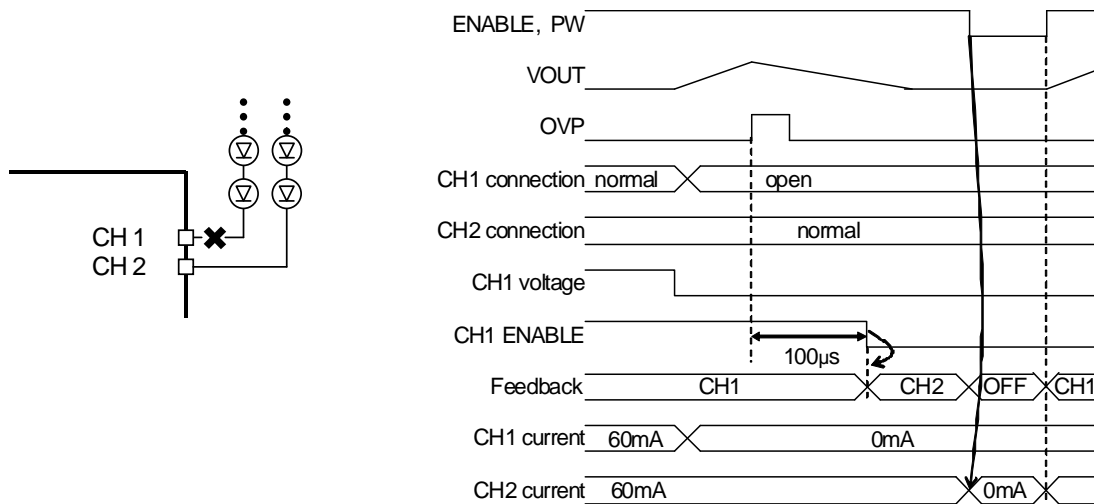 CH 1
CH 2
ENABLE, PW
VOUT
OVP
CH1 connection normal open
CH2 connection normal
CH1 voltage
CH1 ENABLE
100µs
Feedback CH1 CH2 OFF CH1
CH1 current 60mA 0mA
CH2 current 60mA 0mA